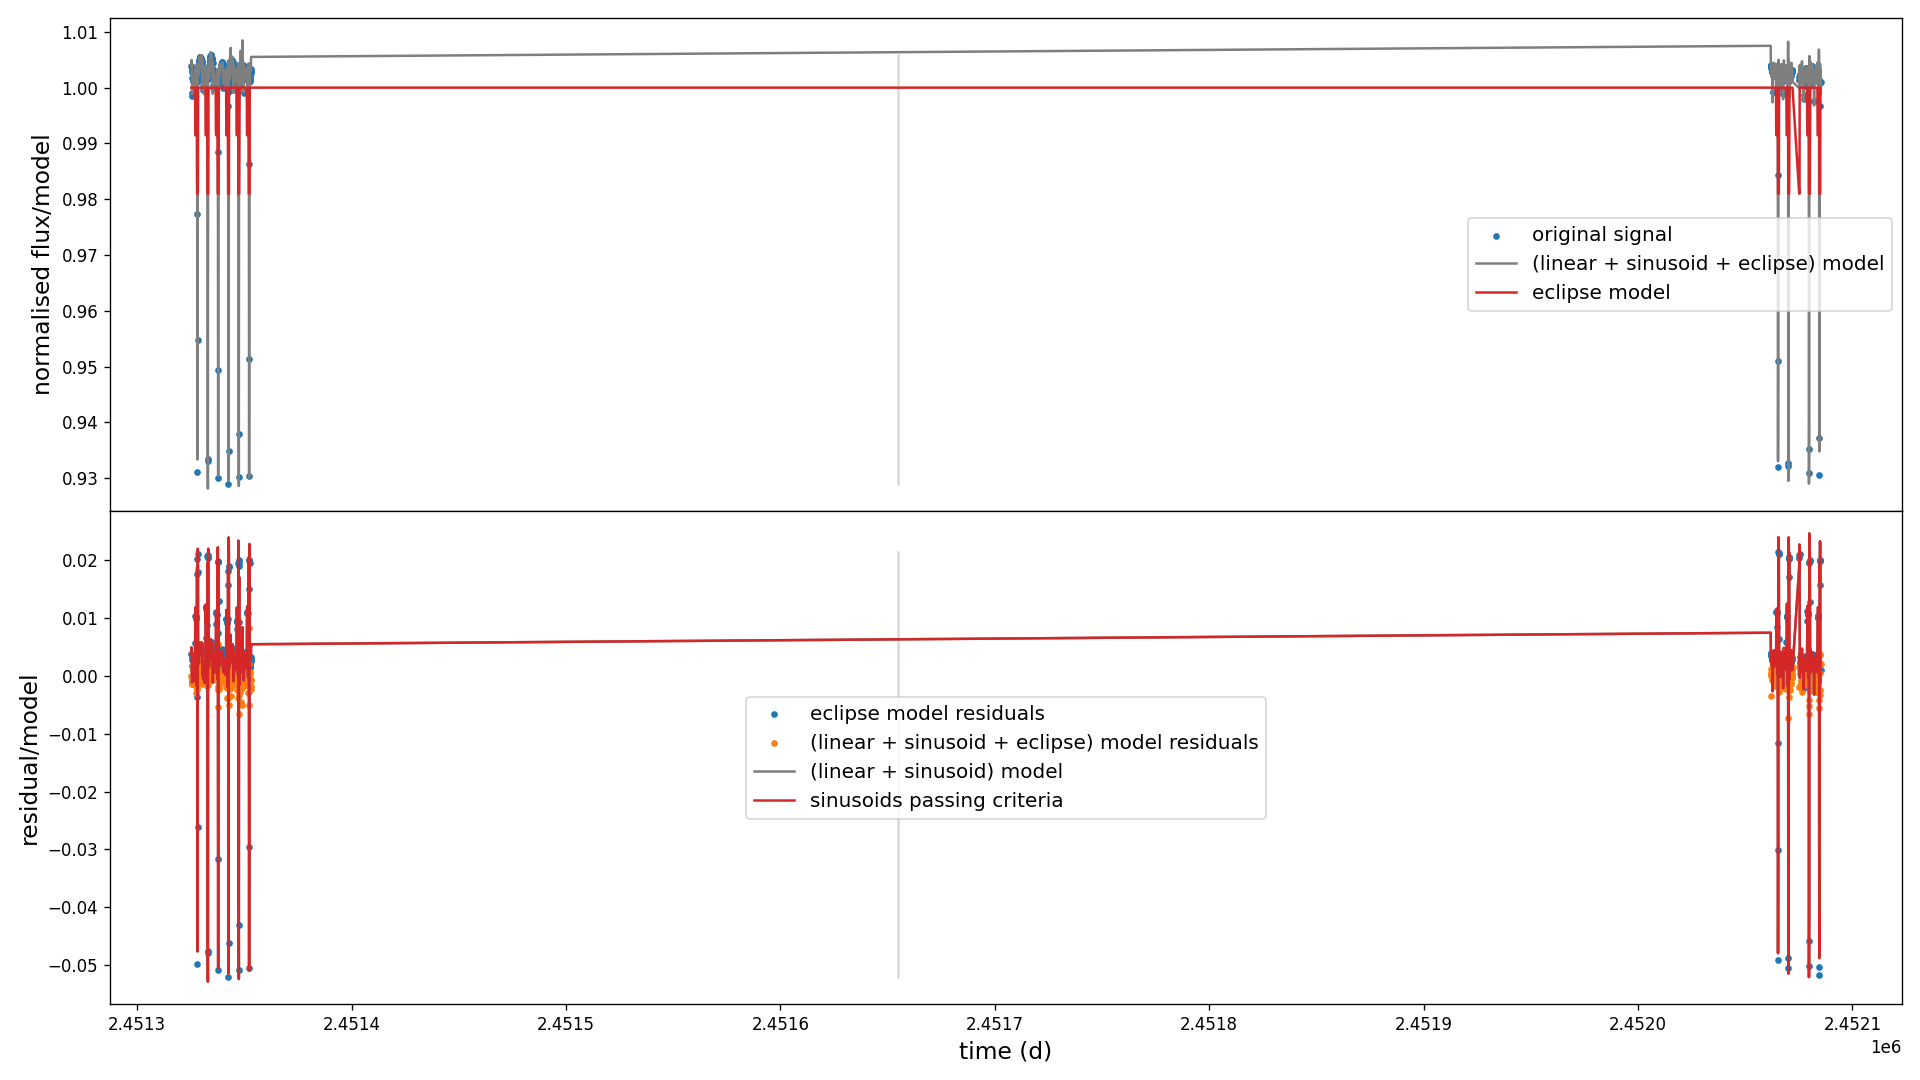 1.01
1.00
0.99
0.98
0.97
0.96
0.95
0.94
0.93
normalised flux/model
original signal
(linear + sinusoid + eclipse) model
eclipse model
0.02
0.01
0.00
−0.01
−0.02
−0.03
−0.04
−0.05
residual/model
eclipse model residuals
(linear + sinusoid + eclipse) model residuals
(linear + sinusoid) model
sinusoids passing criteria
2.4513 2.4514 2.4515 2.4516 2.4517 2.4518 2.4519 2.4520 2.4521
time (d)
1e6